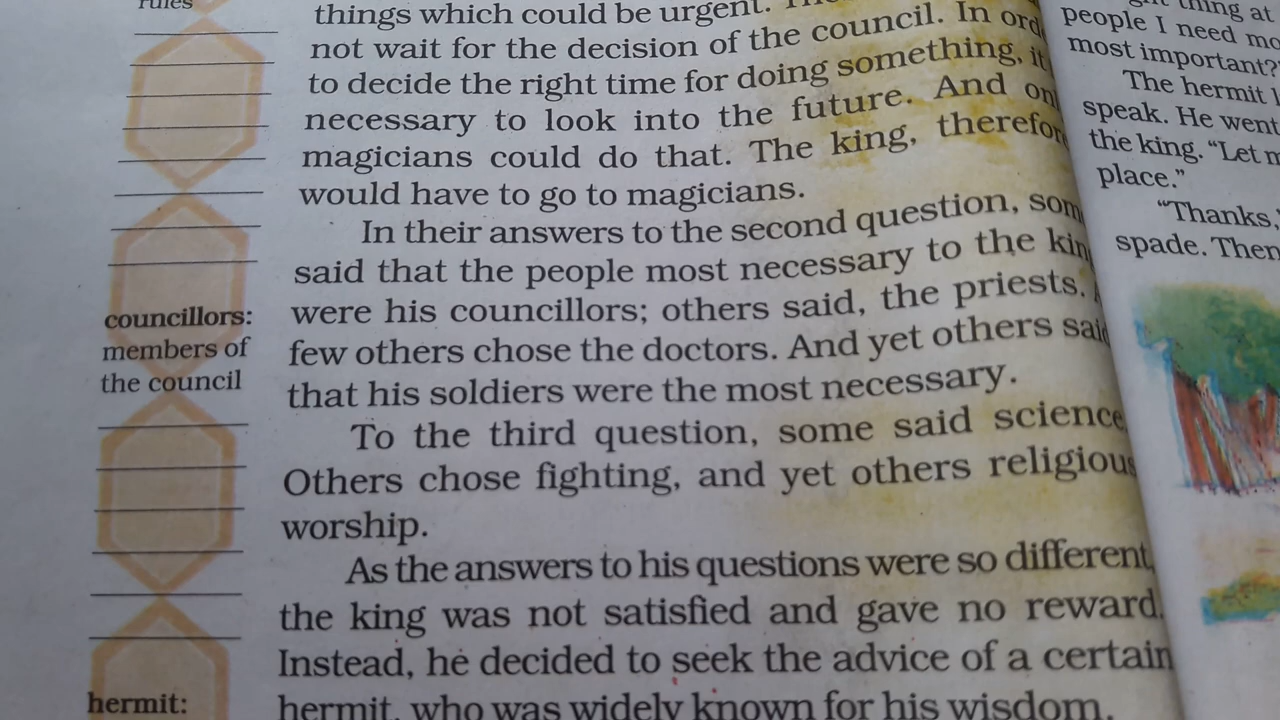 rules
things which could be urgent.
not wait for the decision of the council. In
to decide the right time for doing something, it
necessary to look into the future. And
magicians could do that. The king,
would have to go to magicians.
In their answers to the second question,
said that the people most necessary to the
were his councillors; others said, the priests.
few others chose the doctors. And yet others
that his soldiers were the most necessary.
To the third question, some said science
Others chose fighting, and yet others religious
worship.
As the answers to his questions were so different,
the king was not satisfied and gave no reward.
Instead, he decided to seek the advice of a certain
hermit, who was widely known for his wisdom.
councillors:
members of
the council
hermit:
thing at
people I need
most important?"
The hermit
speak. He went
the king. "Let
place."
"Thanks,
spade. Then